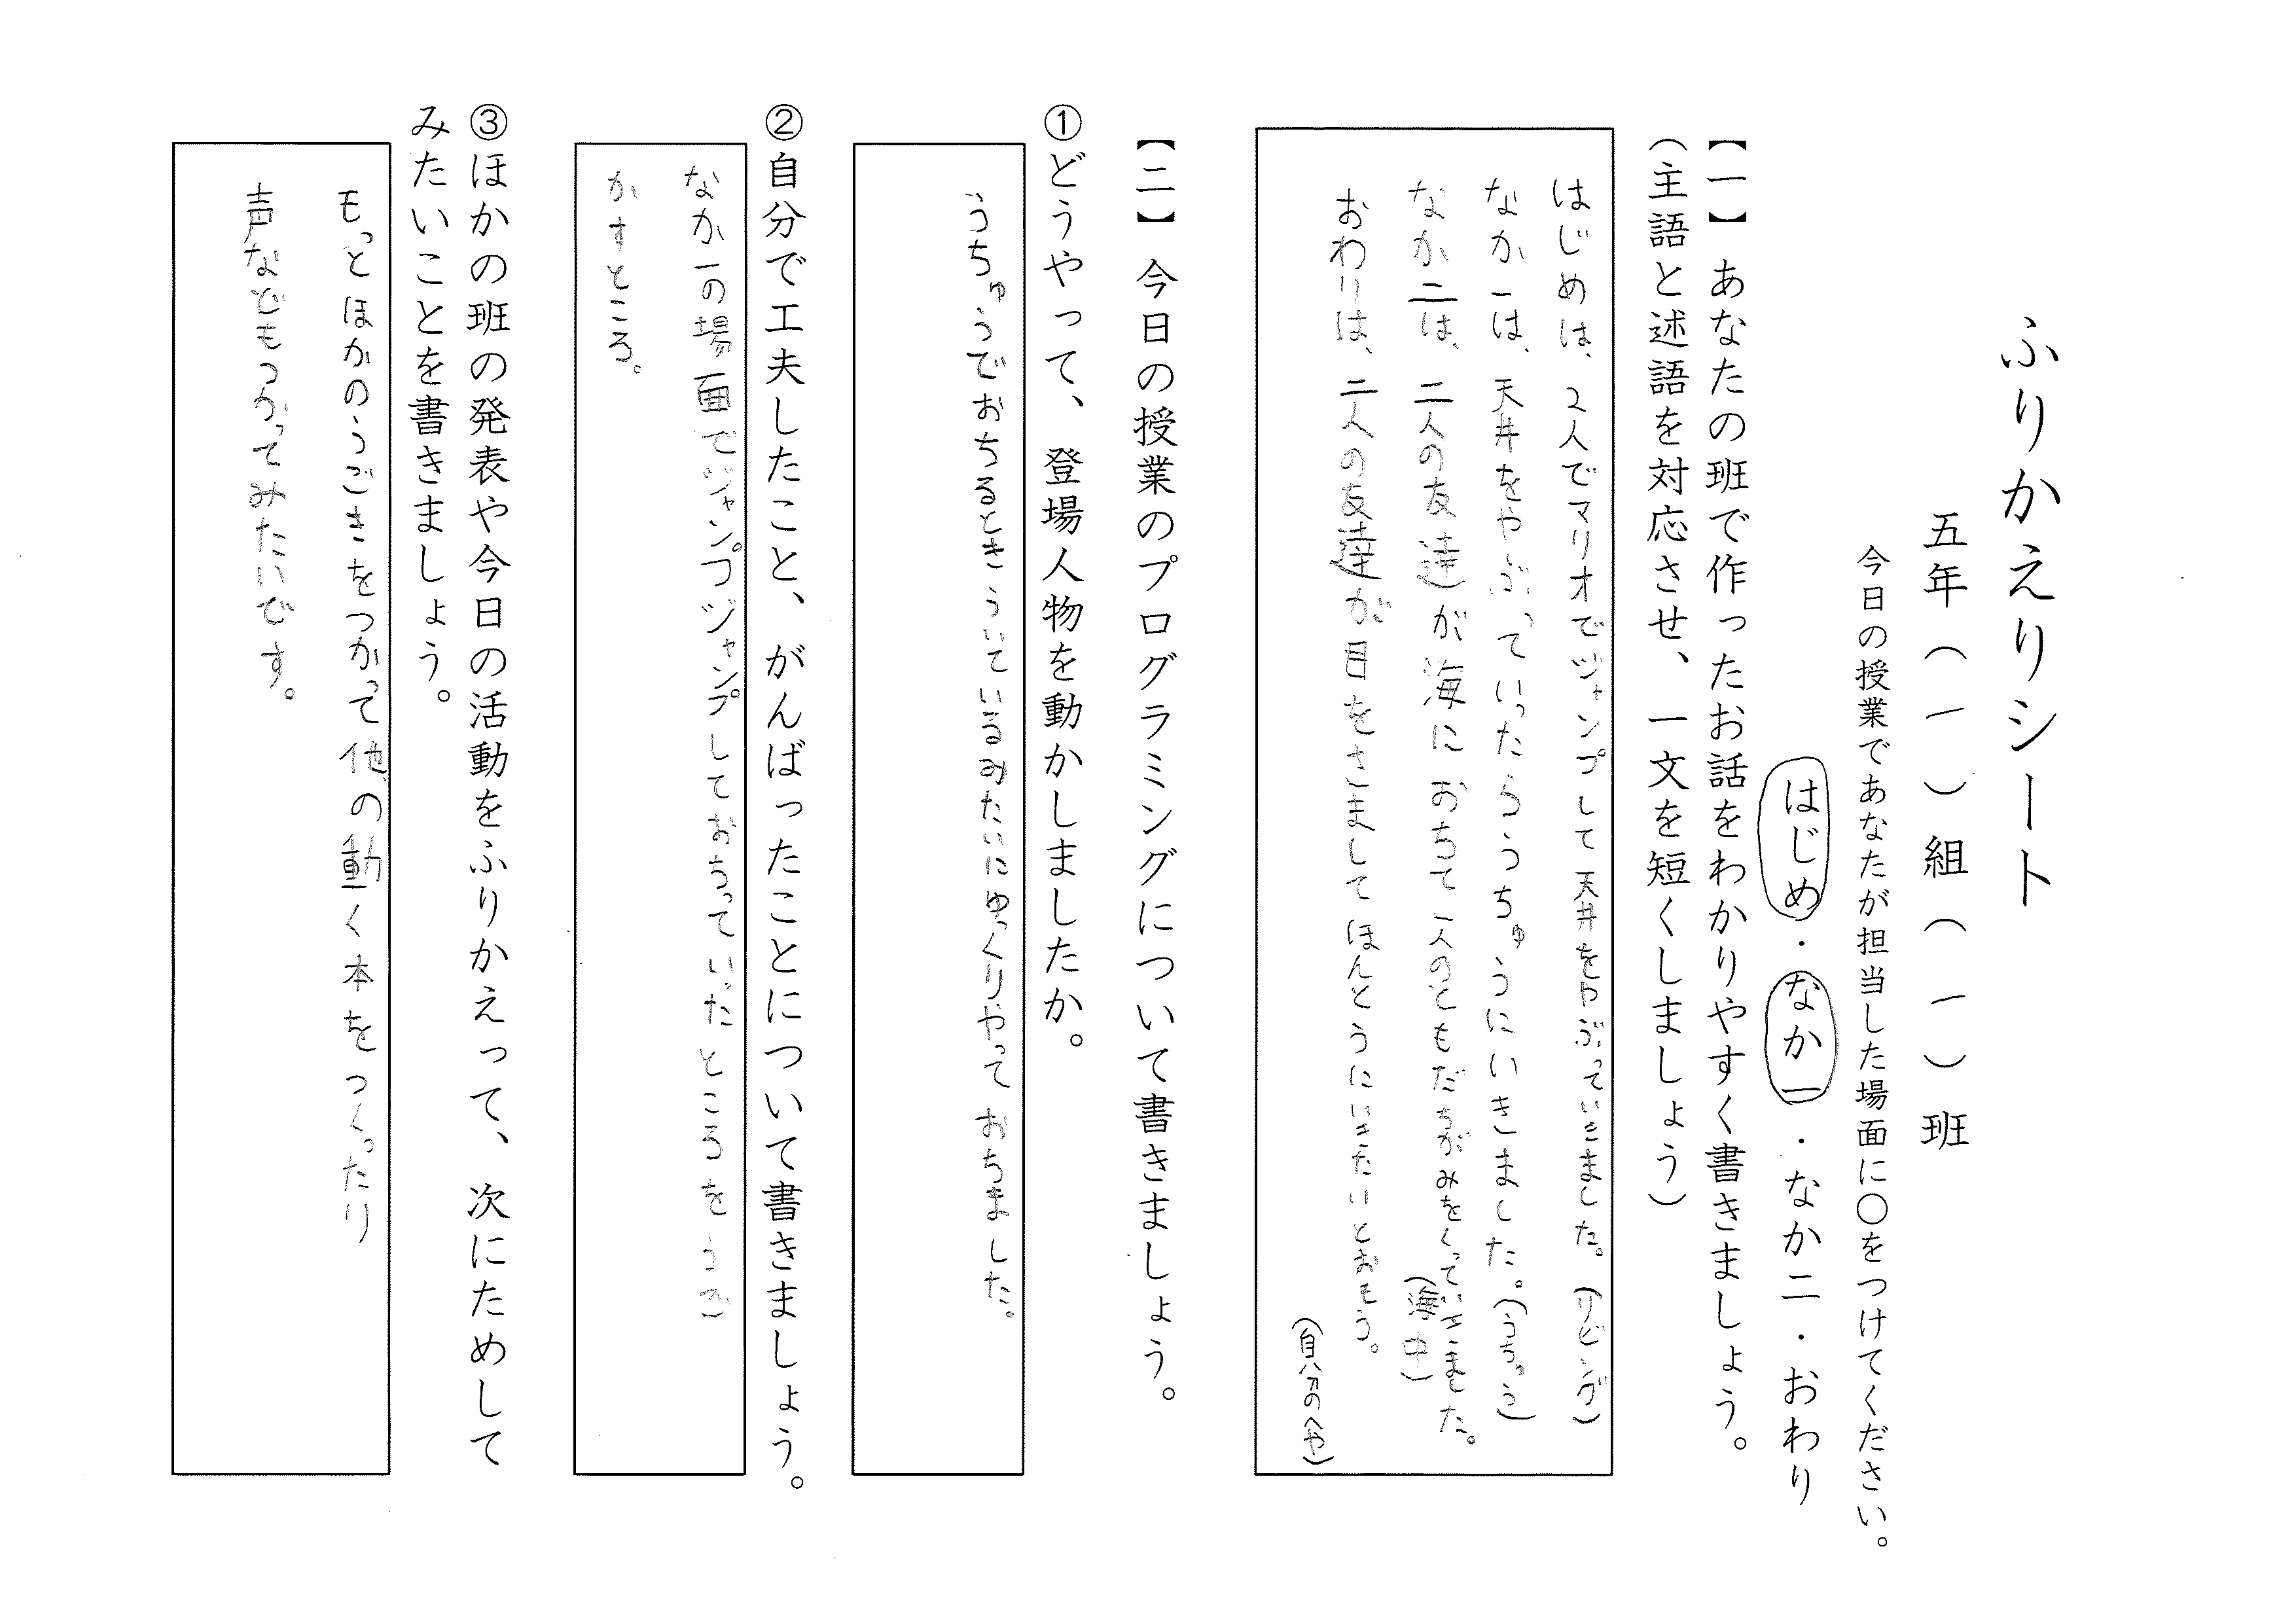 ふりかえりシート
五年（一）組（一）班
今日の授業であなたが担当した場面に○をつけてください。
はじめ・なか一・なか二・おわり
【一】あなたの班で作ったお話をわかりやすく書きましょう。
（主語と述語を対応させ、一文を短くしましょう）
はじめは、2人でマリオでジャンプして天井をやぶっていきました。（リビング）
なか一は、天井をやぶっていったらうちゅうにいきました。（うちゅう）
なか二は、二人の友達が海におちて一人のともだちがみをくっていきました。
（海中）
おわりは、二人の友達が目をさましてほんとうにいきたいとおもう。
（自分のへや）
【二】今日の授業のプログラミングについて書きましょう。
①どうやって、登場人物を動かしましたか。
うちゅうでおちるときういているみたいにゆっくりやっておちました。
②自分で工夫したこと、がんばったことについて書きましょう。
なか一の場面でジャンプジャンプしておちっていったところをうご
かすところ。
③ほかの班の発表や今日の活動をふりかえって、次にためして
みたいことを書きましょう。
もっとほかのうごきをつかって他の動く本をつくったり
声などもつかってみたいです。